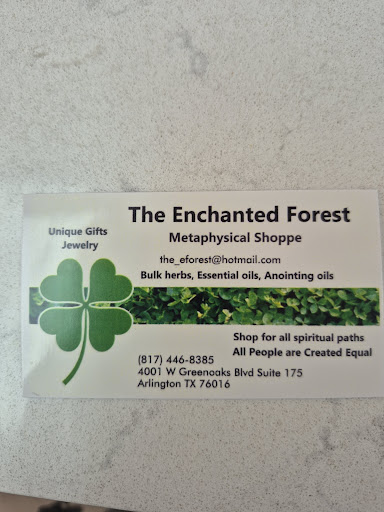 The Enchanted Forest
Unique Gifts
Jewelry
Metaphysical Shoppe
the_eforest@hotmail.com
Bulk herbs, Essential oils, Anointing oils
Shop for all spiritual paths
All People are Created Equal
(817) 446-8385
4001 W Greenoaks Blvd Suite 175
Arlington TX 76016